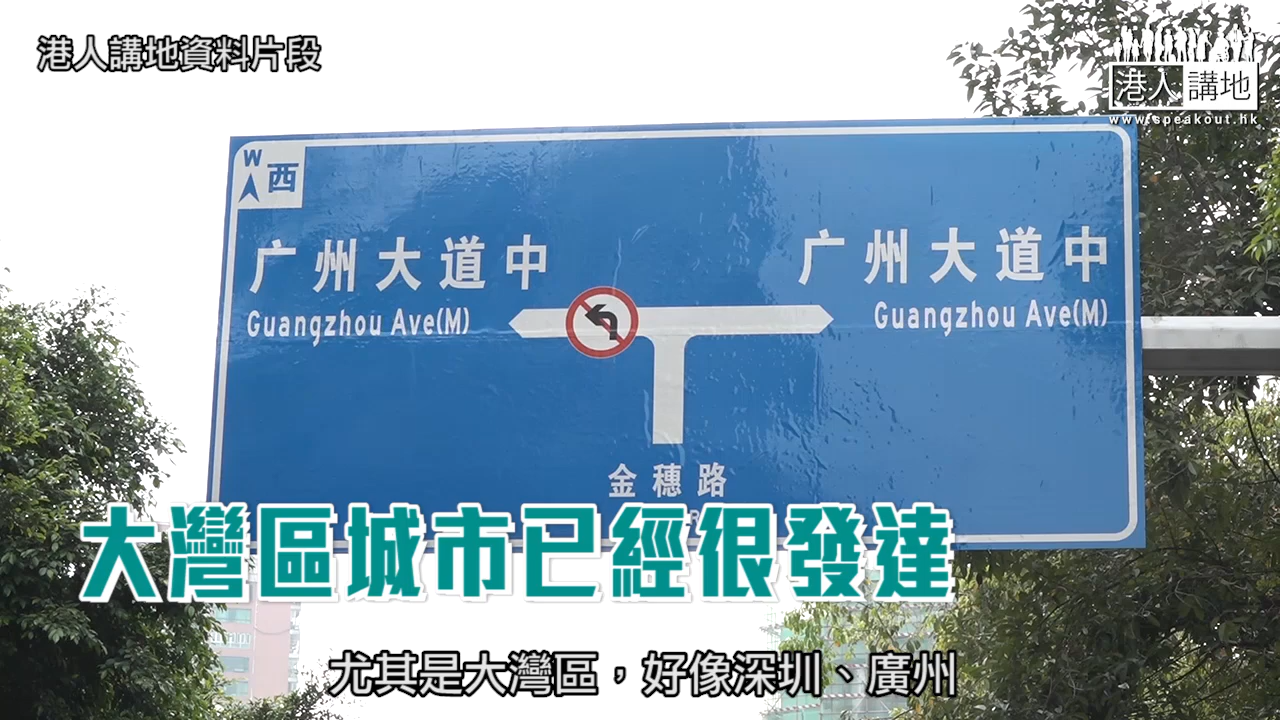 港人講地資料片段
港人講地
www.speakout.hk
W
西
广州大道中
广州大道中
Guangzhou Ave(M)
Guangzhou Ave(M)
金穗路
大灣區城市已經很發達
尤其是大灣區，好像深圳、廣州